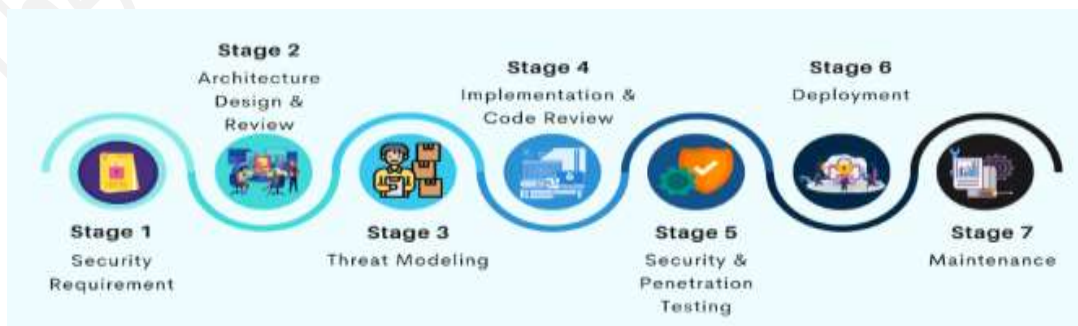 Stage 1
Security
Requirement
Stage 2
Architecture
Design &
Review
Stage 3
Threat Modeling
Stage 4
Implementation &
Code Review
Stage 5
Security &
Penetration
Testing
Stage 6
Deployment
Stage 7
Maintenance